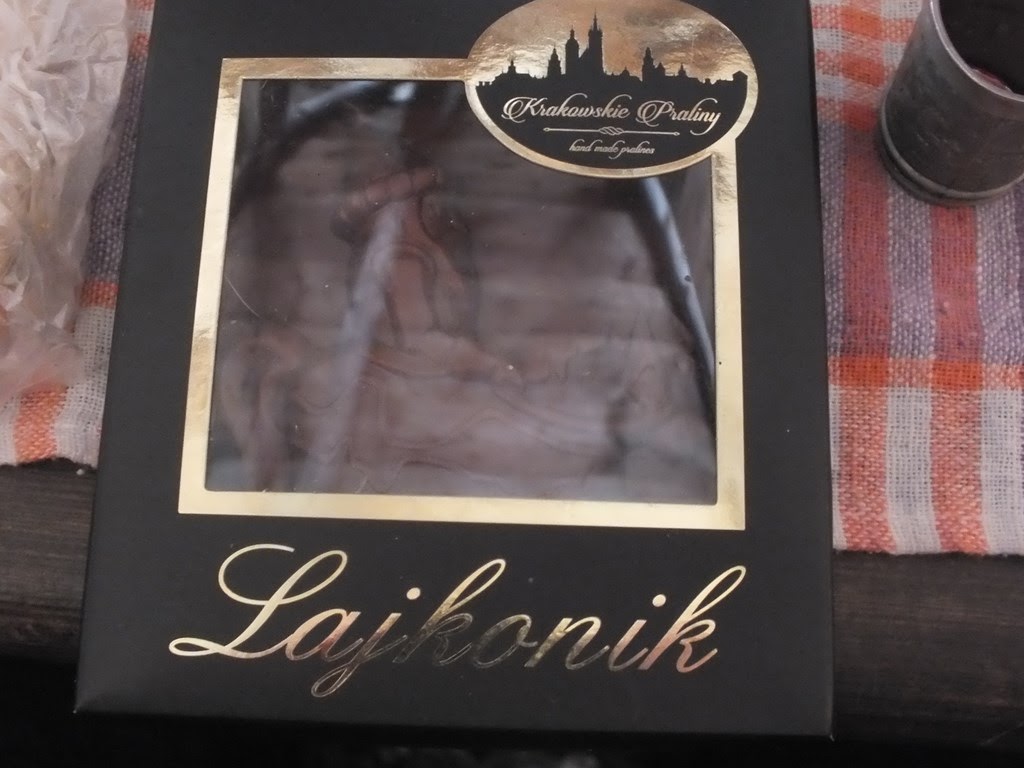 Krakowskie Praliny
hand made pralines
Lajkonik